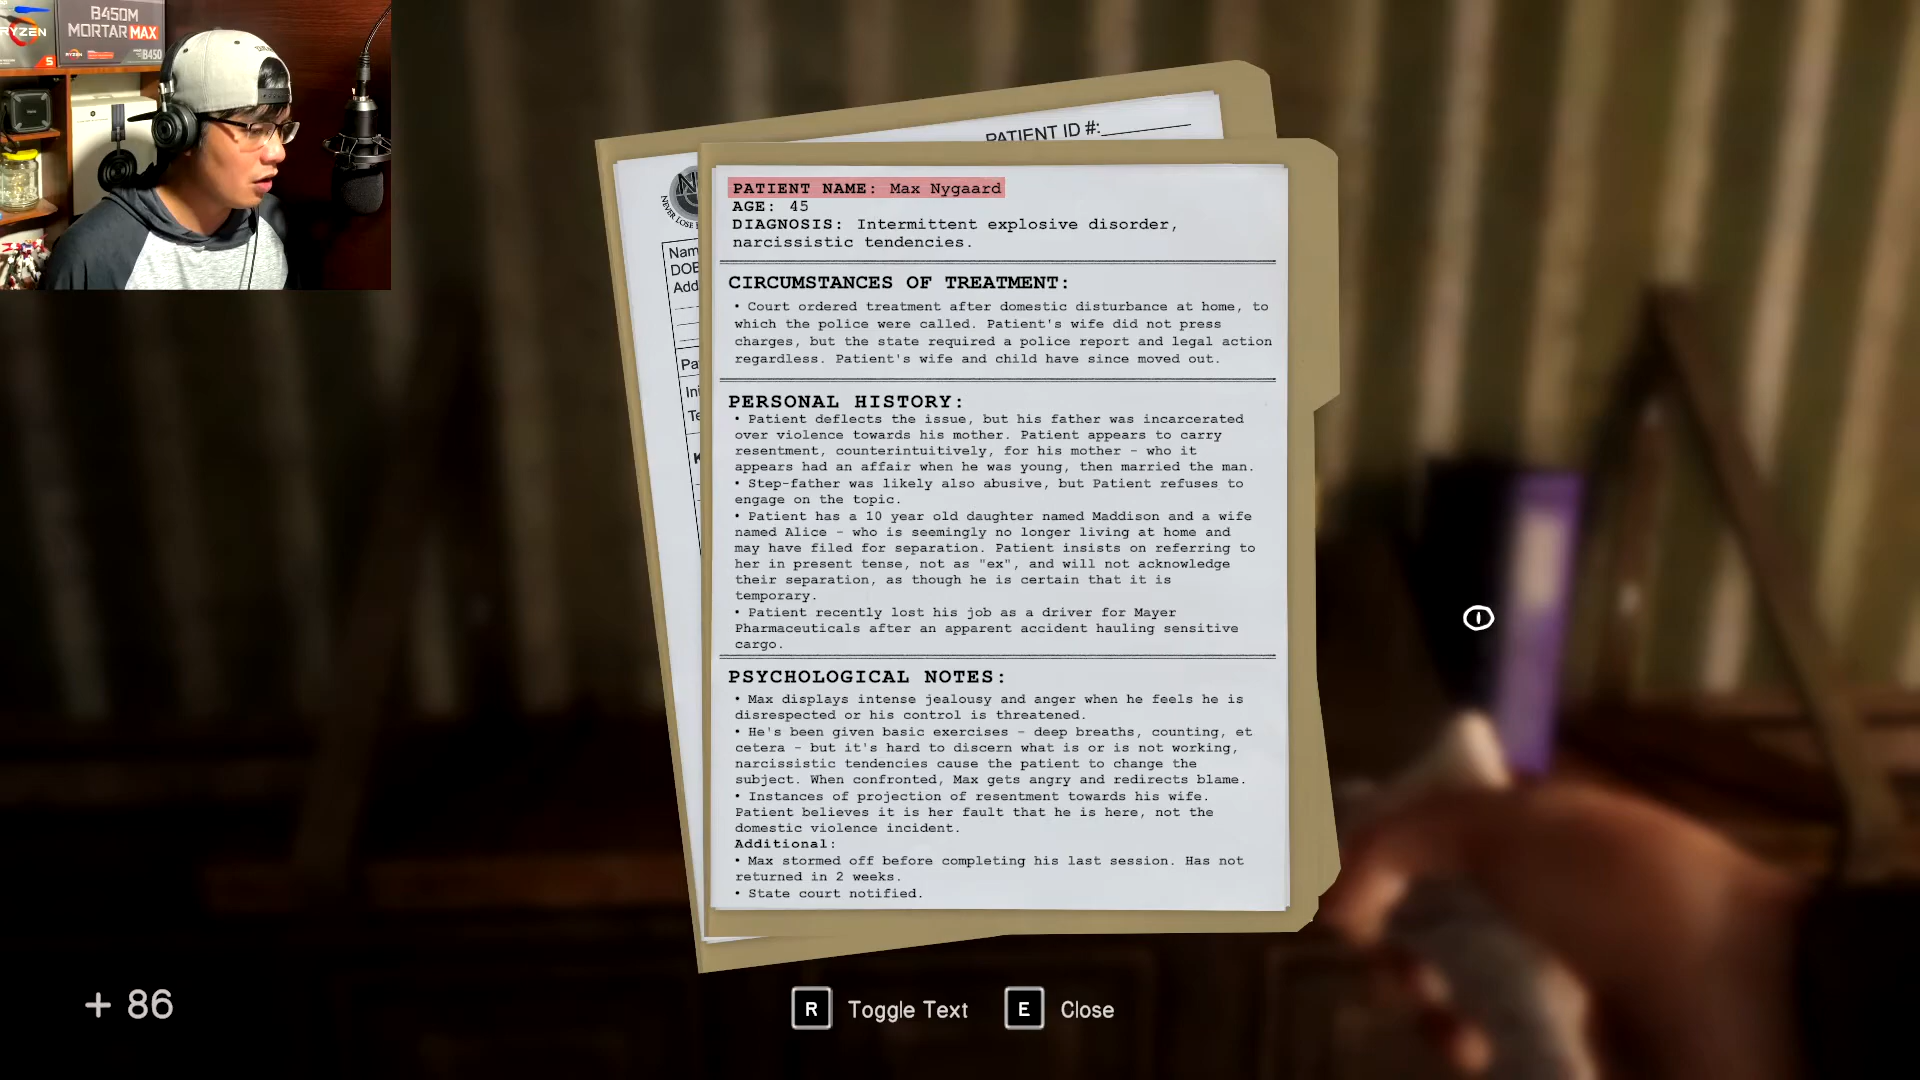 RYZEN
5
B450M
MORTAR MAX
RYZEN
B450
PATIENT ID #:
NEVER LOSE
Nam
DOB
Add
Pa
Ini
Te
K
PATIENT NAME: Max Nygaard
AGE: 45
DIAGNOSIS: Intermittent explosive disorder,
narcissistic tendencies.
CIRCUMSTANCES OF TREATMENT:
• Court ordered treatment after domestic disturbance at home, to
which the police were called. Patient's wife did not press
charges, but the state required a police report and legal action
regardless. Patient's wife and child have since moved out.
PERSONAL HISTORY:
• Patient deflects the issue, but his father was incarcerated
over violence towards his mother. Patient appears to carry
resentment, counterintuitively, for his mother - who it
appears had an affair when he was young, then married the man.
• Step-father was likely also abusive, but Patient refuses to
engage on the topic.
• Patient has a 10 year old daughter named Maddison and a wife
named Alice - who is seemingly no longer living at home and
may have filed for separation. Patient insists on referring to
her in present tense, not as "ex", and will not acknowledge
their separation, as though he is certain that it is
temporary.
• Patient recently lost his job as a driver for Mayer
Pharmaceuticals after an apparent accident hauling sensitive
cargo.
PSYCHOLOGICAL NOTES:
• Max displays intense jealousy and anger when he feels he is
disrespected or his control is threatened.
• He's been given basic exercises - deep breaths, counting, et
cetera - but it's hard to discern what is or is not working,
narcissistic tendencies cause the patient to change the
subject. When confronted, Max gets angry and redirects blame.
• Instances of projection of resentment towards his wife.
Patient believes it is her fault that he is here, not the
domestic violence incident.
Additional:
• Max stormed off before completing his last session. Has not
returned in 2 weeks.
• State court notified.
+ 86
R Toggle Text E Close